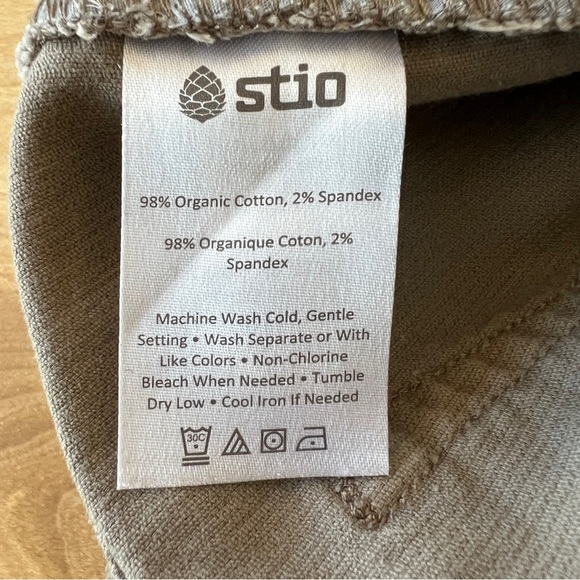 stio
98% Organic Cotton, 2% Spandex
98% Organique Coton, 2%
Spandex
Machine Wash Cold, Gentle
Setting • Wash Separate or With
Like Colors • Non-Chlorine
Bleach When Needed • Tumble
Dry Low • Cool Iron If Needed
30C